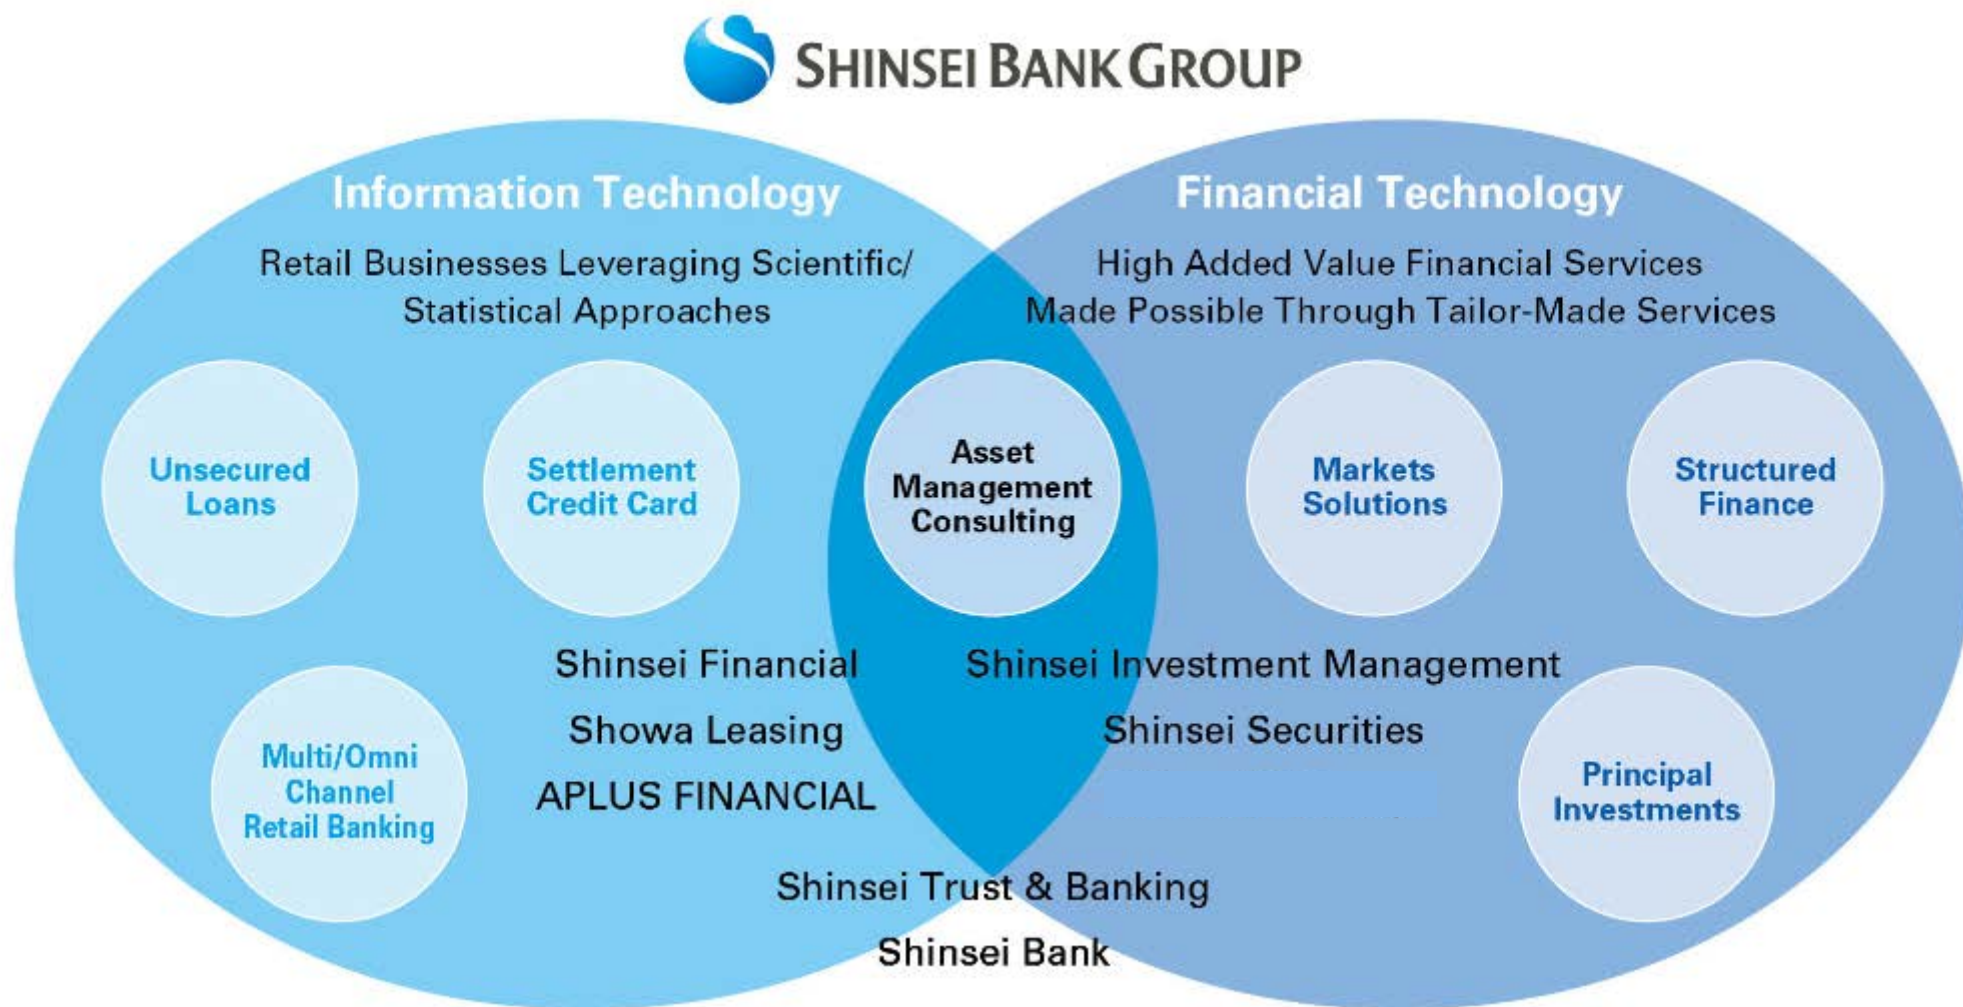 SHINSEI BANK GROUP
Information Technology
Retail Businesses Leveraging Scientific/
Statistical Approaches
Financial Technology
High Added Value Financial Services
Made Possible Through Tailor-Made Services
Unsecured
Loans
Settlement
Credit Card
Asset
Management
Consulting
Markets
Solutions
Structured
Finance
Multi/Omni
Channel
Retail Banking
Shinsei Financial
Showa Leasing
APLUS FINANCIAL
Shinsei Investment Management
Shinsei Securities
Principal
Investments
Shinsei Trust & Banking
Shinsei Bank